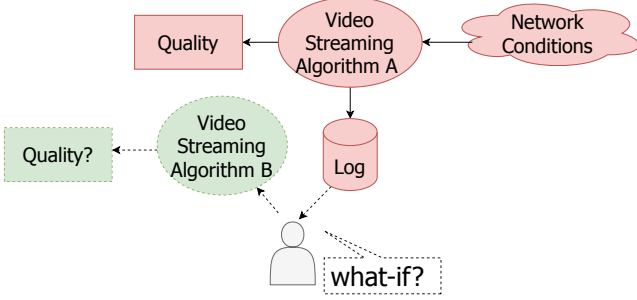 Quality
Video
Streaming
Algorithm A
Network
Conditions
Quality?
Video
Streaming
Algorithm B
Log
what-if?